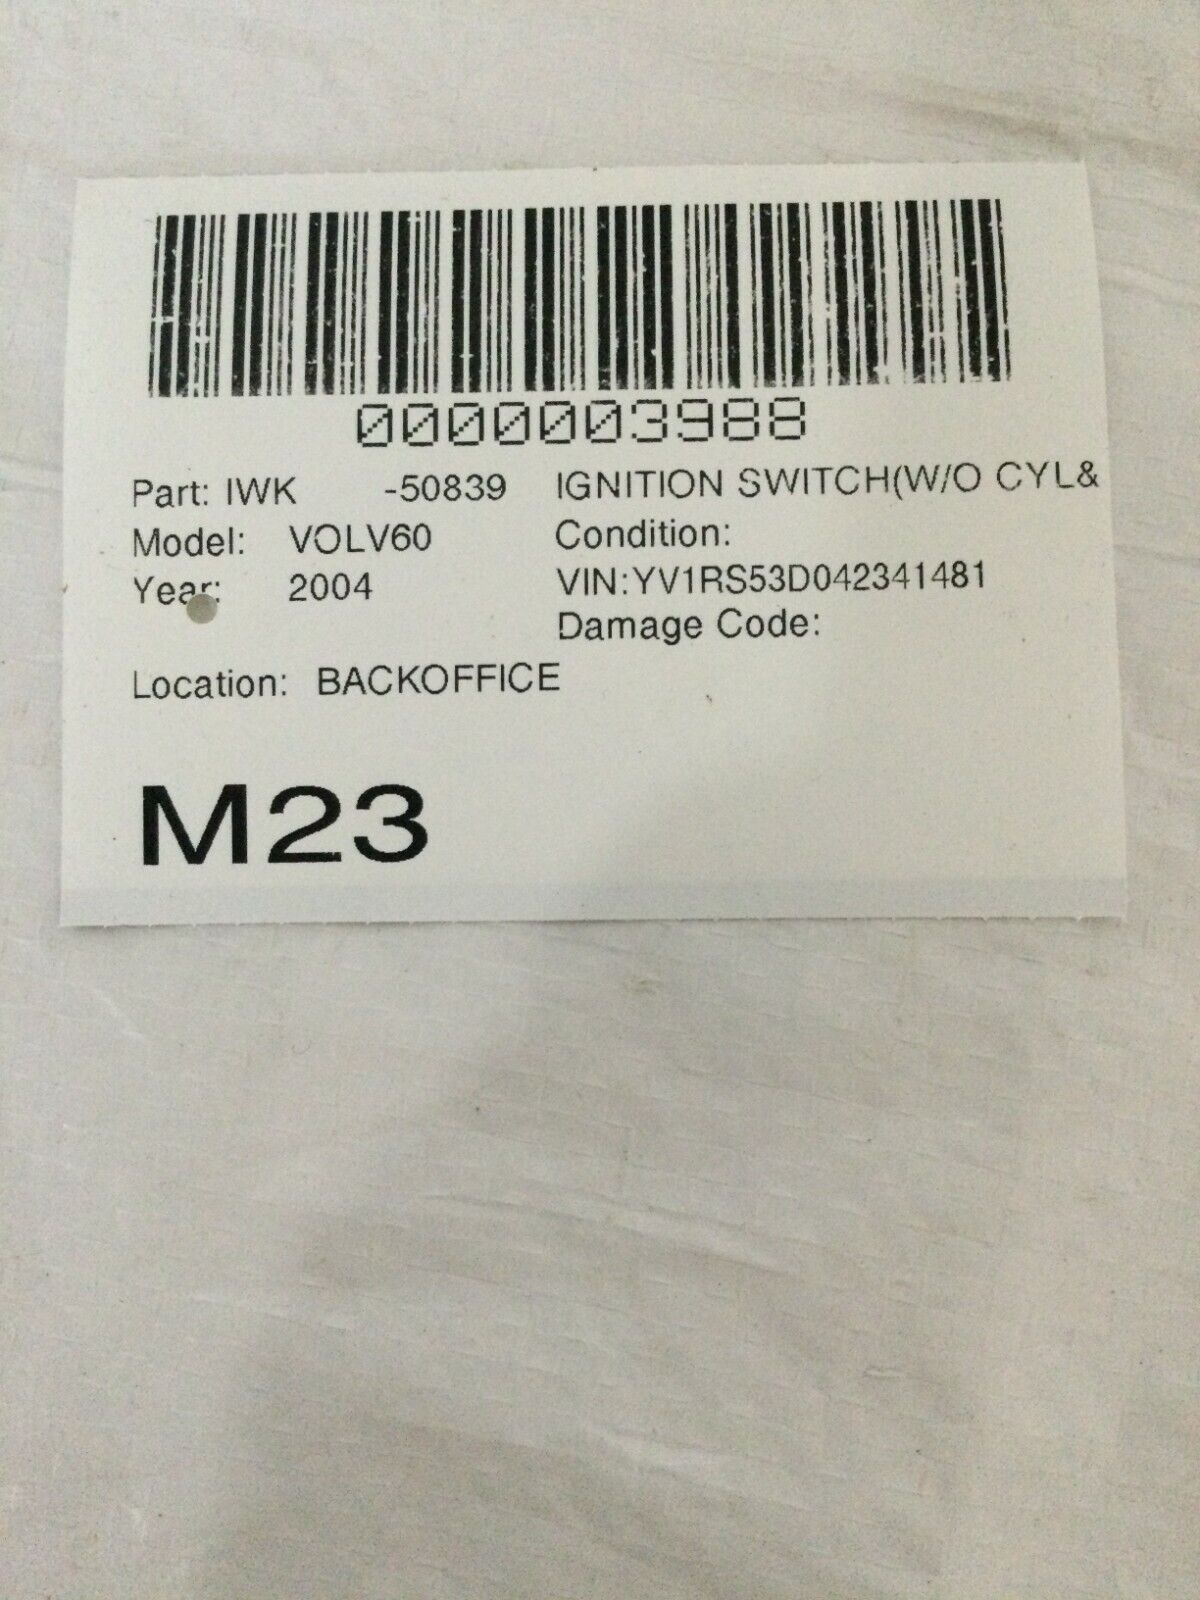 0000003988
Part: IWK -50839 IGNITION SWITCH(W/O CYL&
Model: VOLV60 Condition:
Year: 2004 VIN:YV1RS53D042341481
Damage Code:
Location: BACKOFFICE
M23